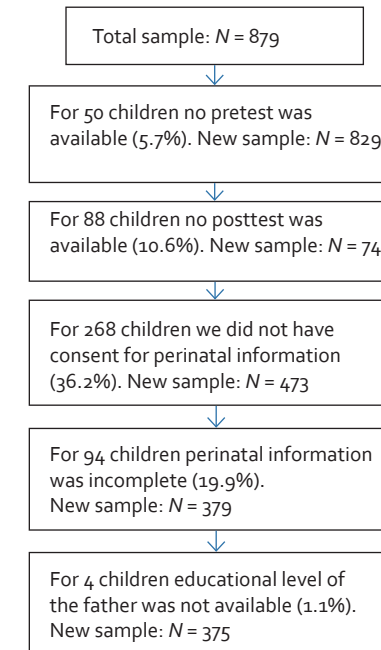 Total sample: N = 879
For 50 children no pretest was
available (5.7%). New sample: N = 829
For 88 children no posttest was
available (10.6%). New sample: N = 74
For 268 children we did not have
consent for perinatal information
(36.2%). New sample: N = 473
For 94 children perinatal information
was incomplete (19.9%).
New sample: N = 379
For 4 children educational level of
the father was not available (1.1%).
New sample: N = 375